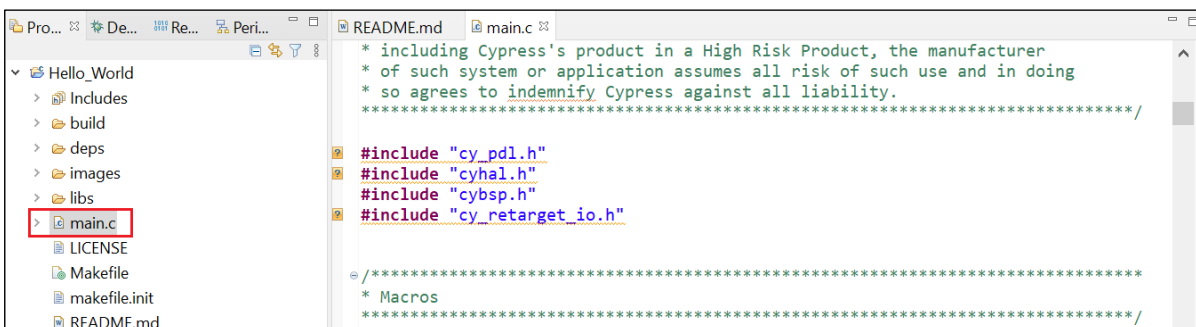 Pro... De... Re... Peri...
Hello_World
Includes
build
deps
images
libs
main.c
LICENSE
Makefile
makefile.init
README.md
README.md main.c
* including Cypress's product in a High Risk Product, the manufacturer
* of such system or application assumes all risk of such use and in doing
* so agrees to indemnify Cypress against all liability.
******************************************************************************/
#include "cy_pdl.h"
#include "cyhal.h"
#include "cybsp.h"
#include "cy_retarget_io.h"
/******************************************************************************
* Macros
******************************************************************************/